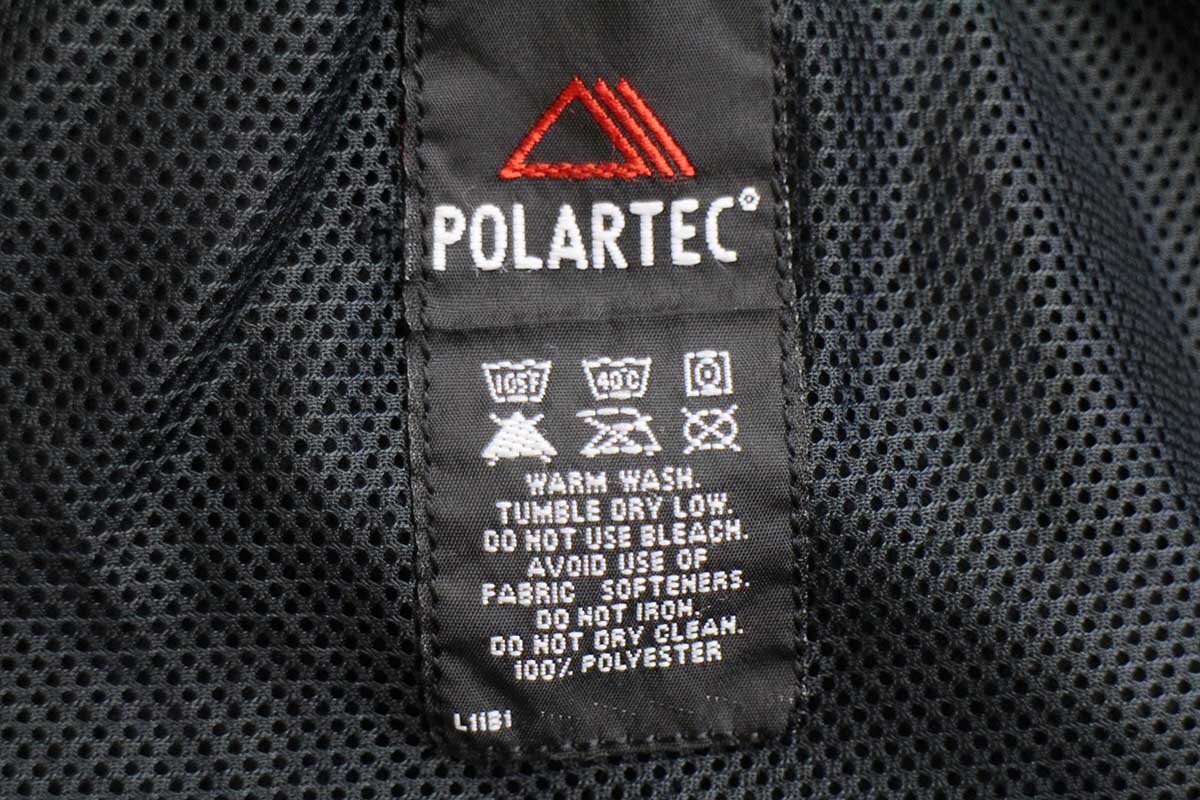 POLARTEC®
105F 40°C
WARM WASH.
TUMBLE DRY LOW.
DO NOT USE BLEACH.
AVOID USE OF
FABRIC SOFTENERS.
DO NOT IRON.
DO NOT DRY CLEAN.
100% POLYESTER
L11B1